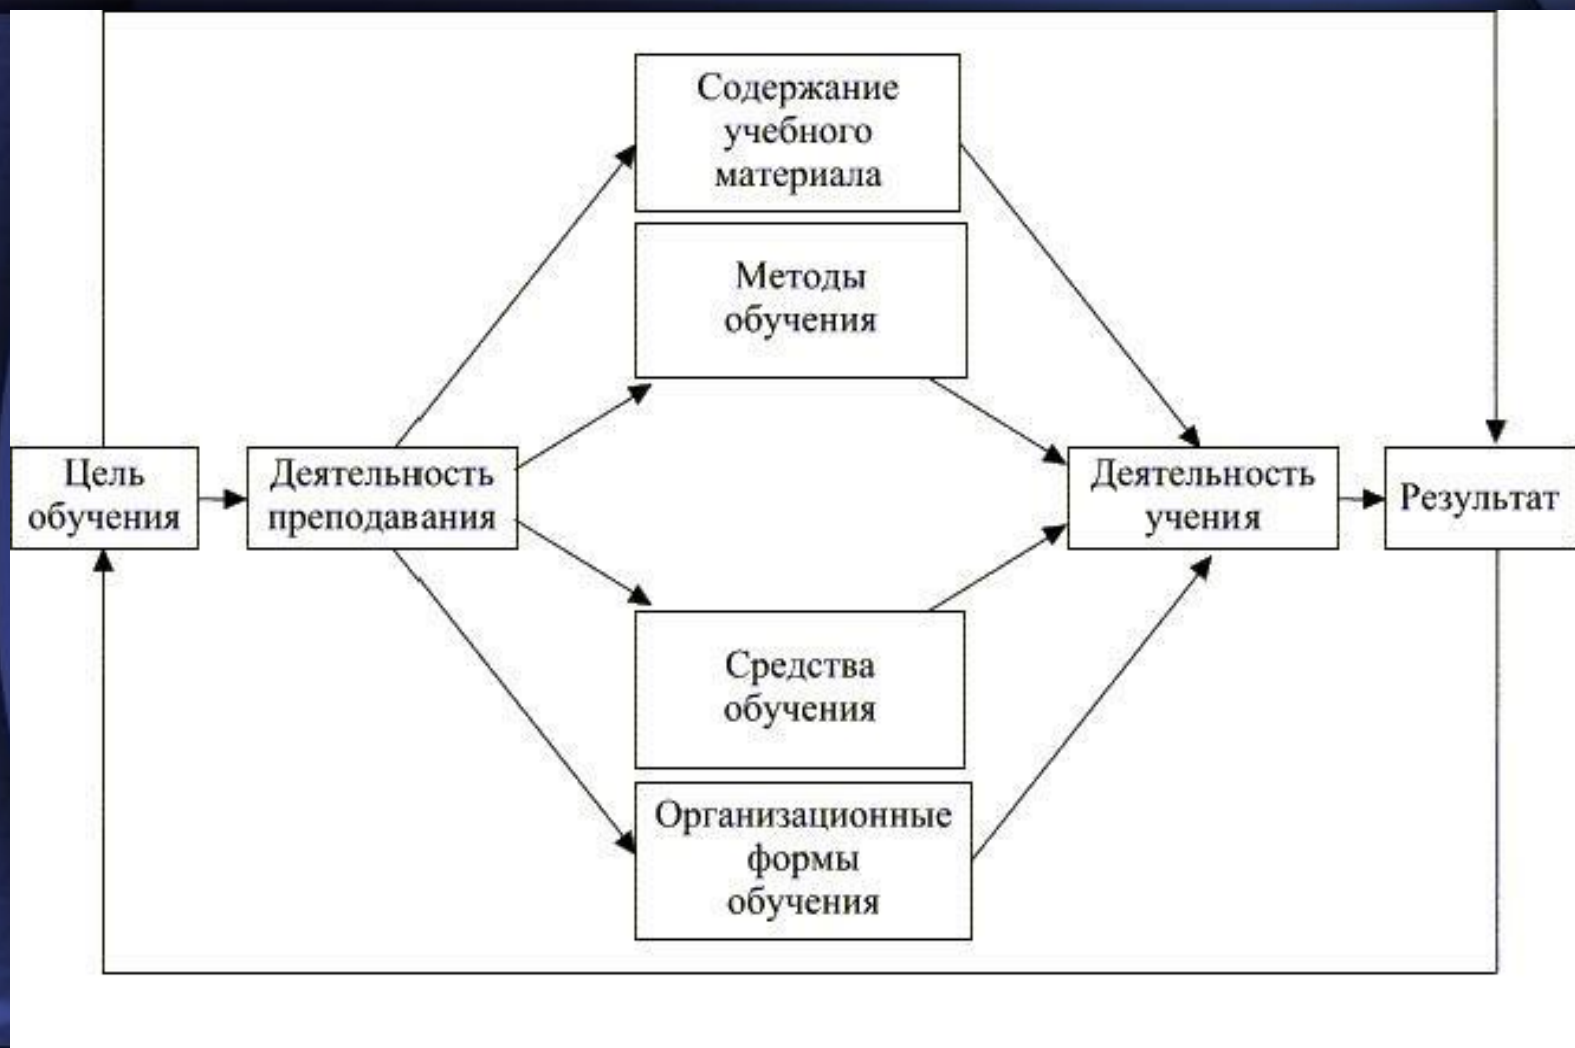 Содержание
учебного
материала
Методы
обучения
Цель
обучения
Деятельность
преподавания
Деятельность
учения
Результат
Средства
обучения
Организационные
формы
обучения